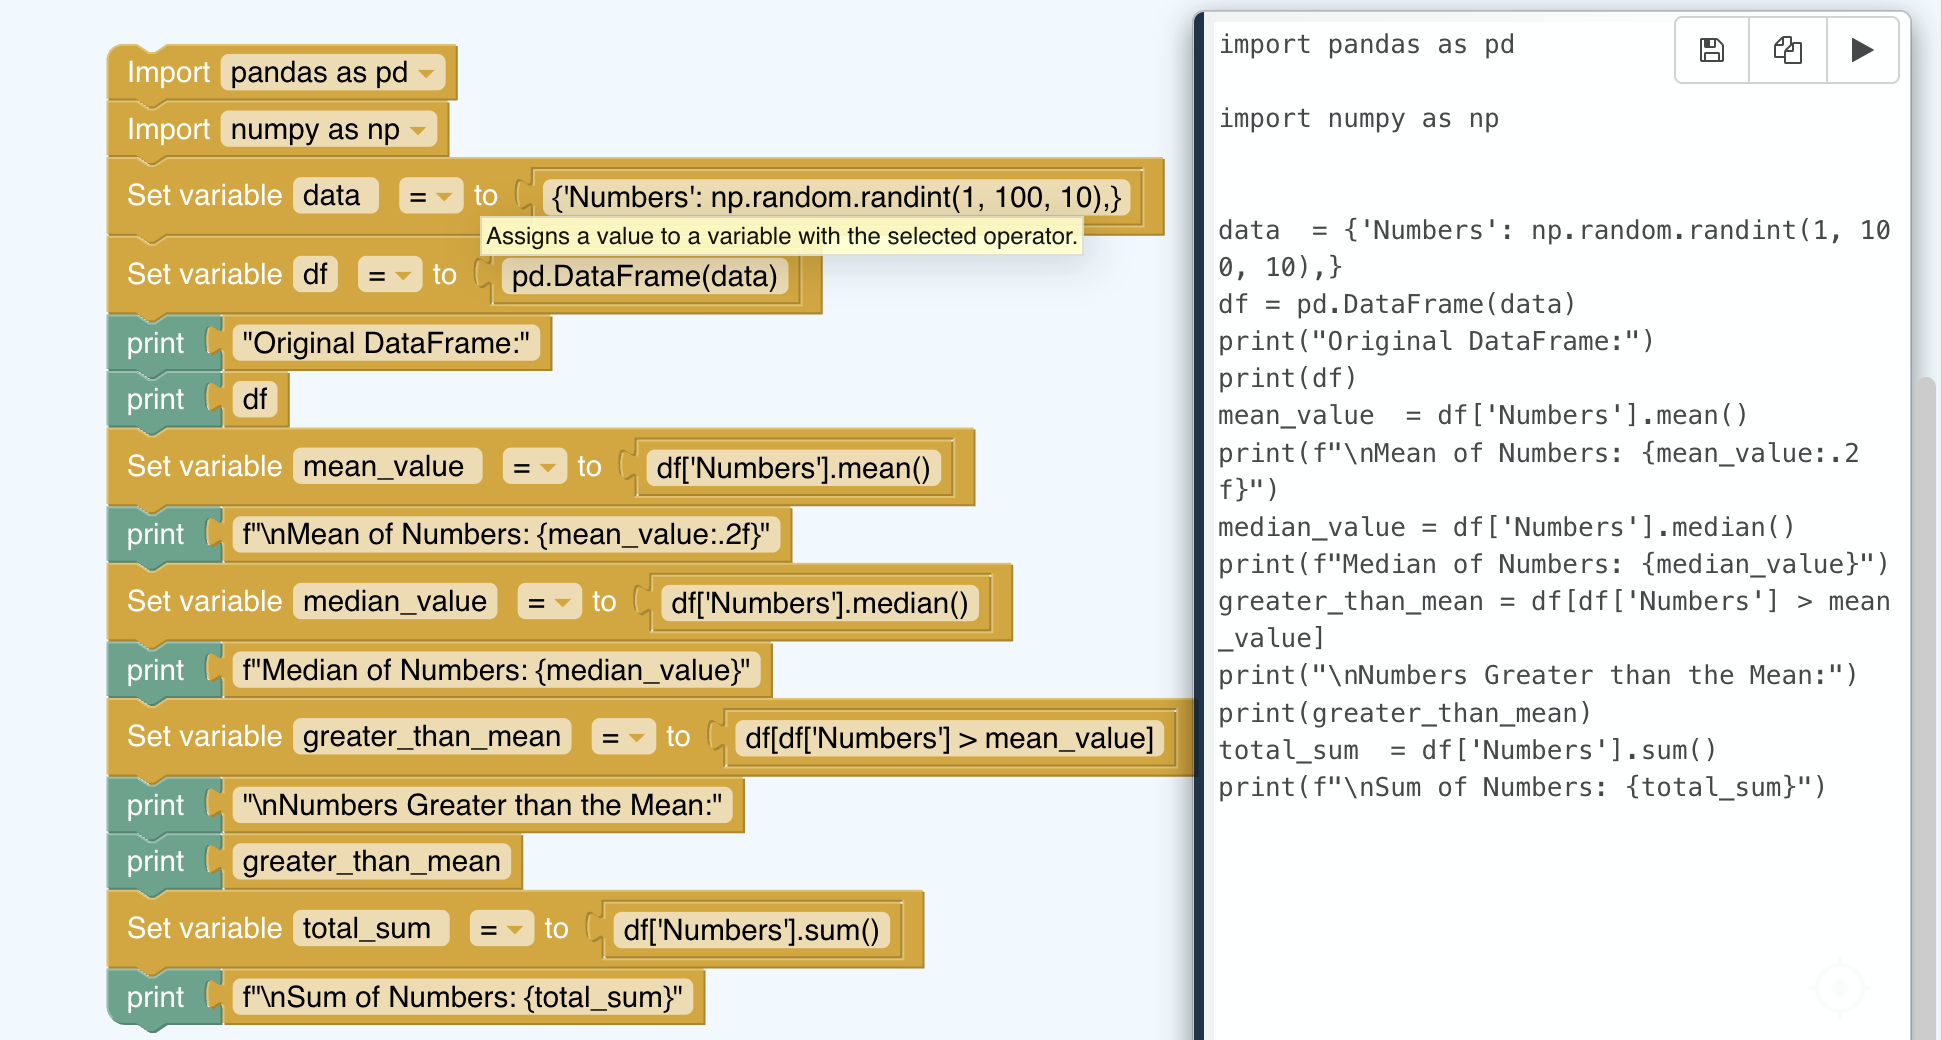 Import pandas as pd
Import numpy as np
Set variable data = to {'Numbers': np.random.randint(1, 100, 10),}
Assigns a value to a variable with the selected operator.
Set variable df = to pd.DataFrame(data)
print "Original DataFrame:"
print df
Set variable mean_value = to df['Numbers'].mean()
print f"\nMean of Numbers: {mean_value:.2f}"
Set variable median_value = to df['Numbers'].median()
print f"Median of Numbers: {median_value}"
Set variable greater_than_mean = to df[df['Numbers'] > mean_value]
print "\nNumbers Greater than the Mean:"
print greater_than_mean
Set variable total_sum = to df['Numbers'].sum()
print f"\nSum of Numbers: {total_sum}"
import pandas as pd
import numpy as np
data  = {'Numbers': np.random.randint(1, 10
0, 10),}
df = pd.DataFrame(data)
print("Original DataFrame:")
print(df)
mean_value  = df['Numbers'].mean()
print(f"\nMean of Numbers: {mean_value:.2
f}")
median_value = df['Numbers'].median()
print(f"Median of Numbers: {median_value}")
greater_than_mean = df[df['Numbers'] > mean
_value]
print("\nNumbers Greater than the Mean:")
print(greater_than_mean)
total_sum  = df['Numbers'].sum()
print(f"\nSum of Numbers: {total_sum}")